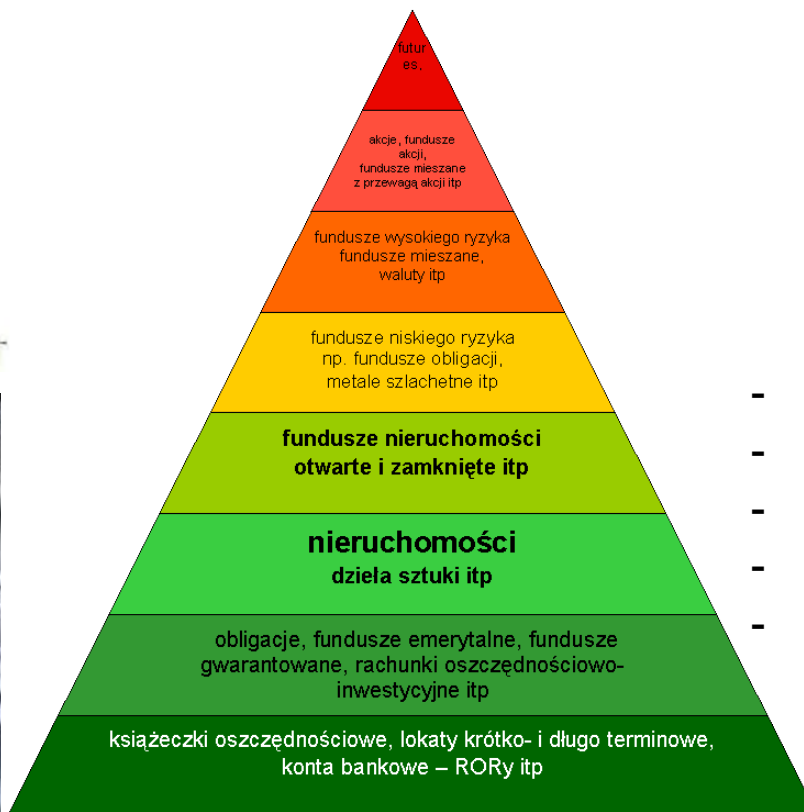 futur
es,
akcje, fundusze
akcji,
fundusze mieszane
z przewagą akcji itp
fundusze wysokiego ryzyka
fundusze mieszane,
waluty itp
fundusze niskiego ryzyka
np. fundusze obligacji,
metale szlachetne itp
fundusze nieruchomości
otwarte i zamknięte itp
nieruchomości
dzieła sztuki itp
obligacje, fundusze emerytalne, fundusze
gwarantowane, rachunki oszczędnościowo-
inwestycyjne itp
książeczki oszczędnościowe, lokaty krótko- i długo terminowe,
konta bankowe – RORy itp
-
-
-
-
-